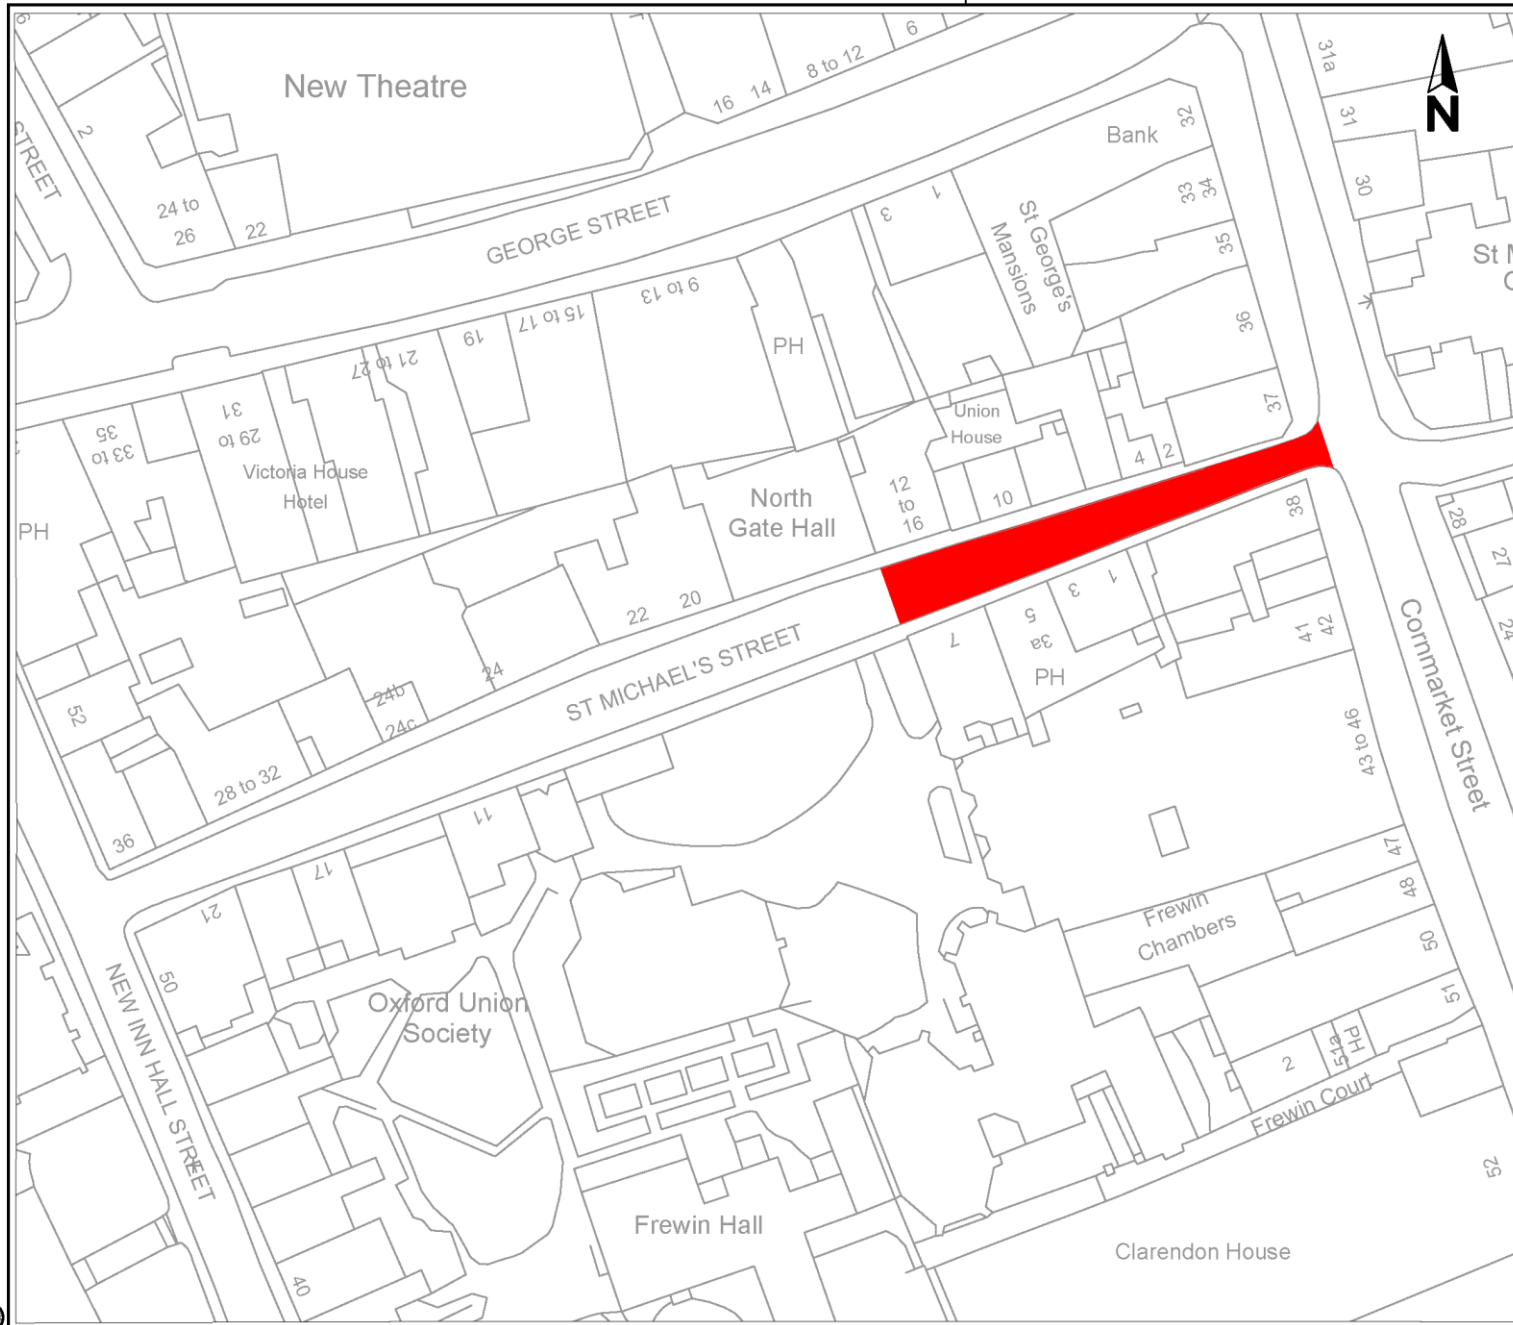 New Theatre
16
14
8 to 12
6
31a
N
31
30
2
STREET
24 to
26
22
GEORGE STREET
Bank
32
33
34
35
36
37
St George's
Mansions
3
1
9 to 13
15 to 17
19
21 to 27
PH
31
29 to
35
33 to
Victoria House
Hotel
PH
Union
House
4
2
North
Gate Hall
12
to
16
10
38
28
27
24
22
20
24
24b
24c
ST MICHAEL'S STREET
7
5
3a
3
1
PH
42
41
43 to 46
Cornmarket Street
52
28 to 32
36
11
17
21
50
NEW INN HALL STREET
Oxford Union
Society
Frewin
Chambers
47
48
50
51
51a
PH
2
Frewin Court
52
Frewin Hall
Clarendon House
40